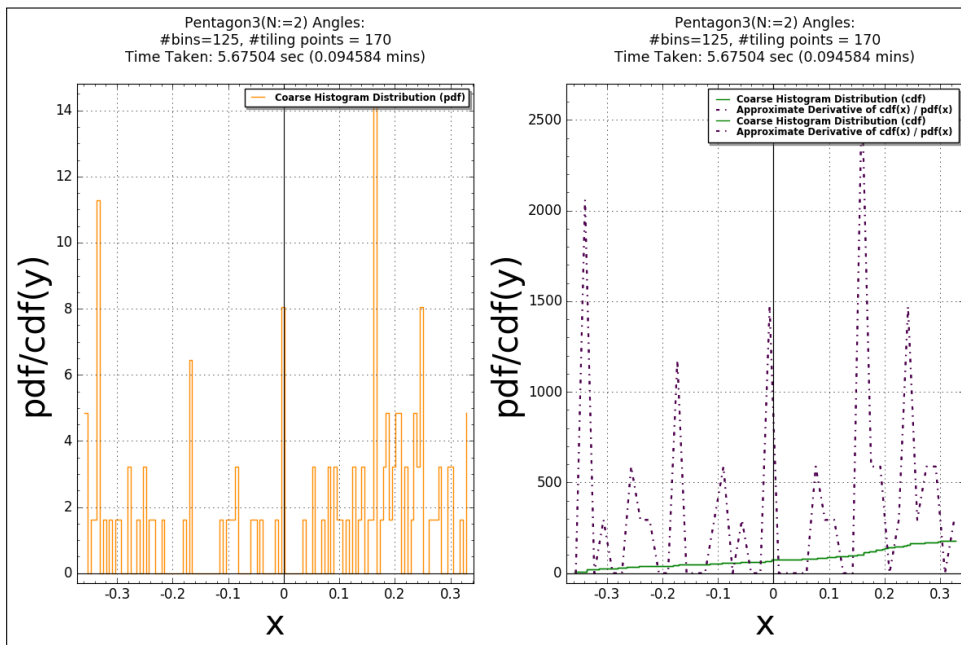 Pentagon3(N:=2) Angles:
#bins=125, #tiling points = 170
Time Taken: 5.67504 sec (0.094584 mins)
Coarse Histogram Distribution (pdf)
14
12
10
8
6
4
2
0
-0.3
-0.2
-0.1
0
0.1
0.2
0.3
pdf/cdf(y)
x
Pentagon3(N:=2) Angles:
#bins=125, #tiling points = 170
Time Taken: 5.67504 sec (0.094584 mins)
Coarse Histogram Distribution (cdf)
Approximate Derivative of cdf(x) / pdf(x)
Coarse Histogram Distribution (cdf)
Approximate Derivative of cdf(x) / pdf(x)
2500
2000
1500
1000
500
0
-0.3
-0.2
-0.1
0
0.1
0.2
0.3
pdf/cdf(y)
x